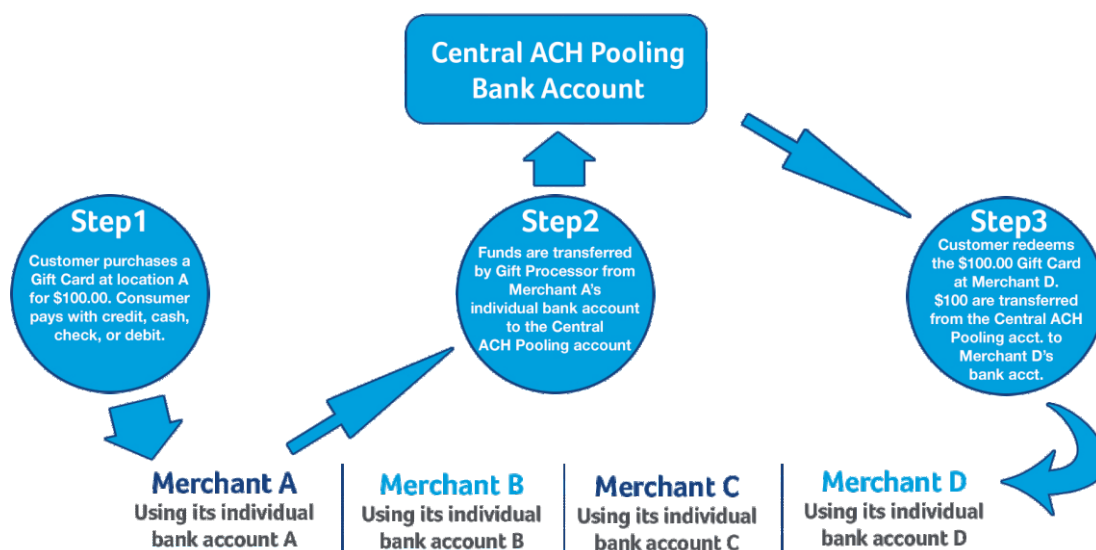 Central ACH Pooling
Bank Account
Step1
Customer purchases a
Gift Card at location A
for $100.00. Consumer
pays with credit, cash,
check, or debit.
Step2
Funds are transferred
by Gift Processor from
Merchant A's
individual bank account
to the Central
ACH Pooling account
Step3
Customer redeems
the $100.00 Gift Card
at Merchant D.
$100 are transferred
from the Central ACH
Pooling acct. to
Merchant D's
bank acct.
Merchant A
Using its individual
bank account A
Merchant B
Using its individual
bank account B
Merchant C
Using its individual
bank account C
Merchant D
Using its individual
bank account D